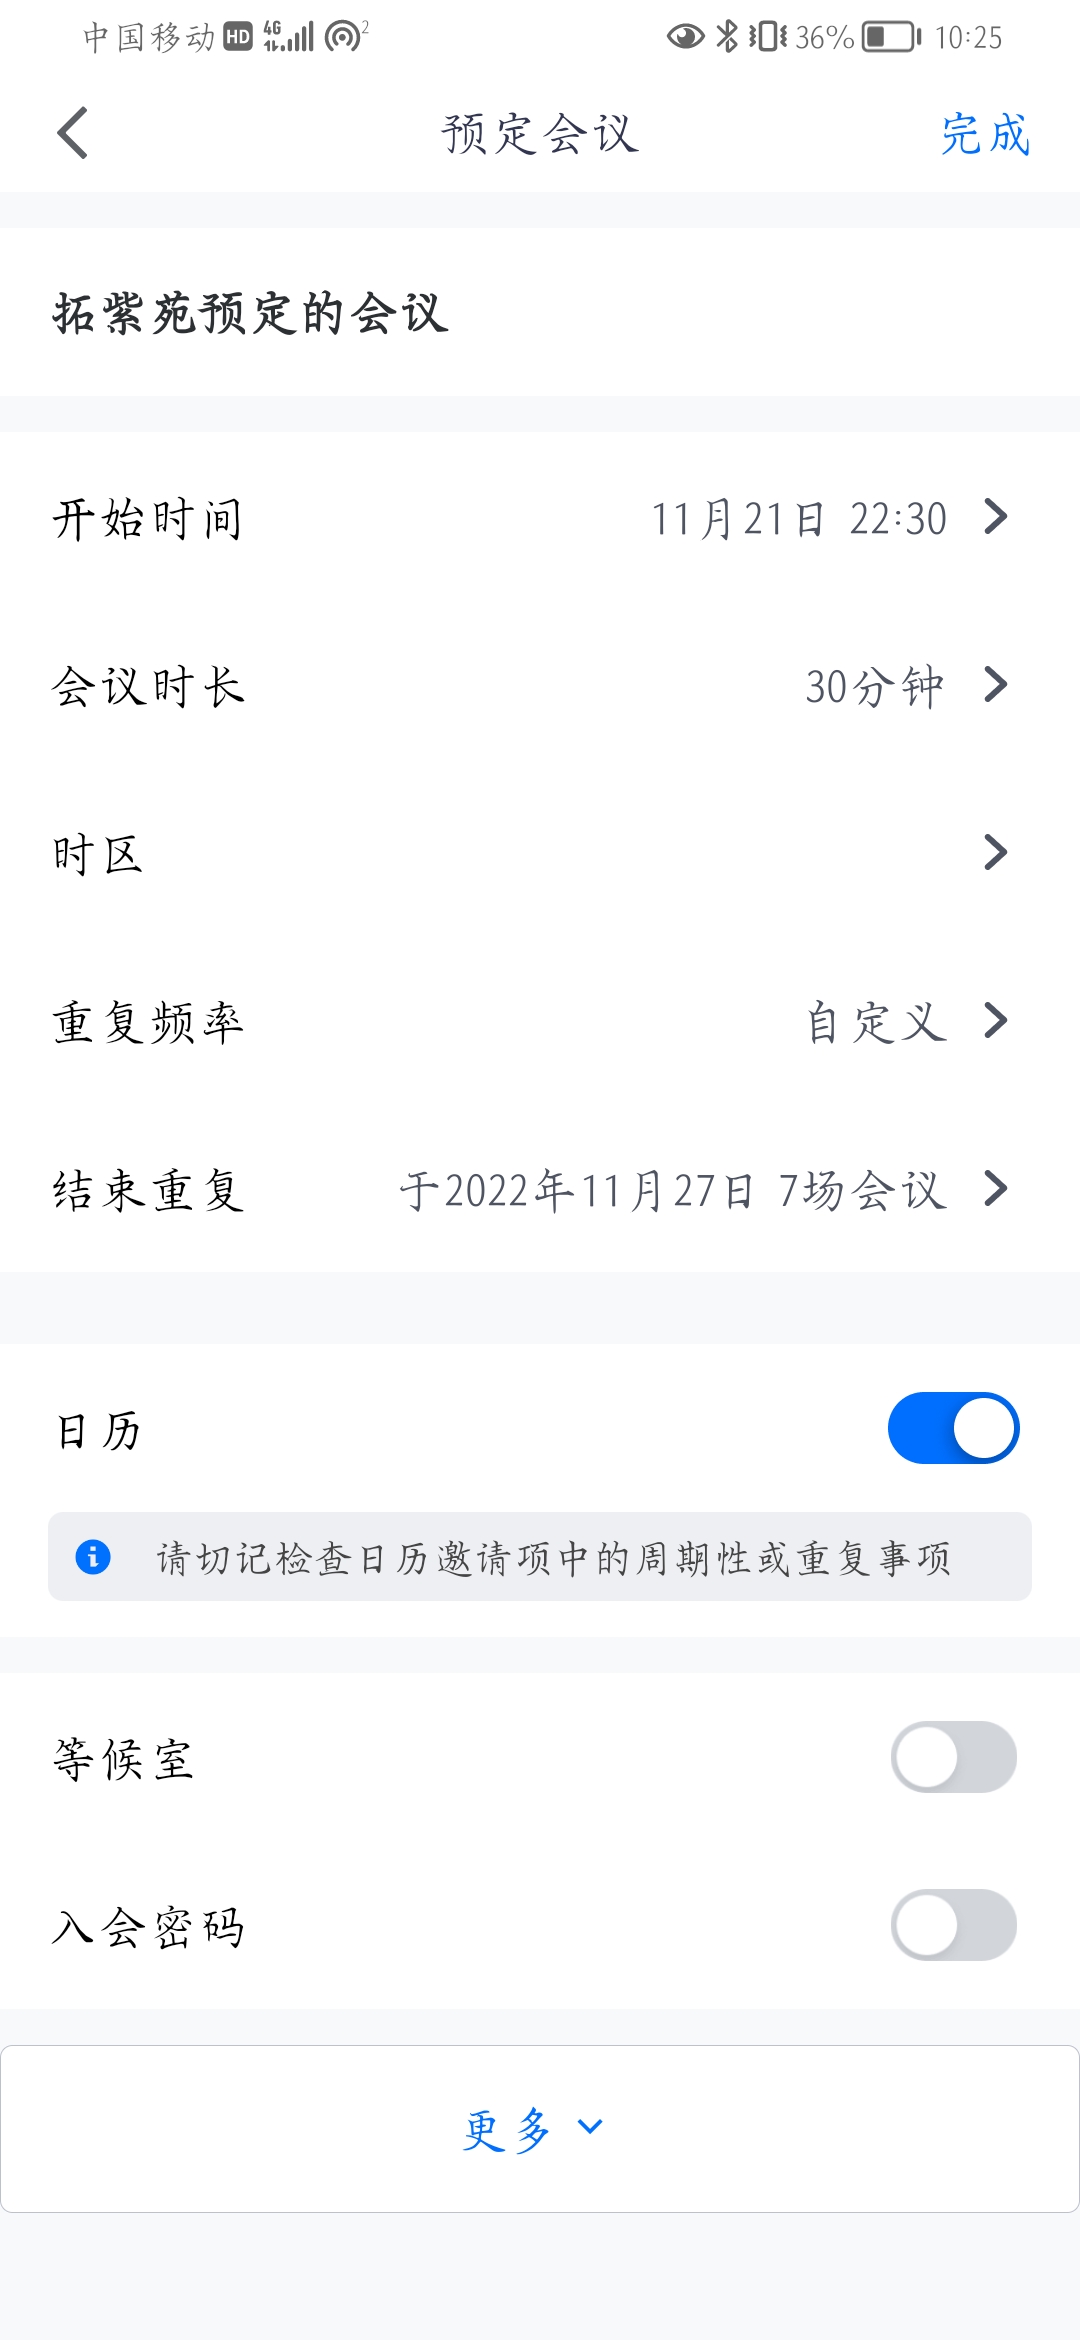 中国移动 HD 4G 2 36% 10:25
预定会议 完成
拓紫苑预定的会议
开始时间 11月21日 22:30
会议时长 30分钟
时区
重复频率 自定义
结束重复 于2022年11月27日 7场会议
日历
请切记检查日历邀请项中的周期性或重复事项
等候室
入会密码
更多